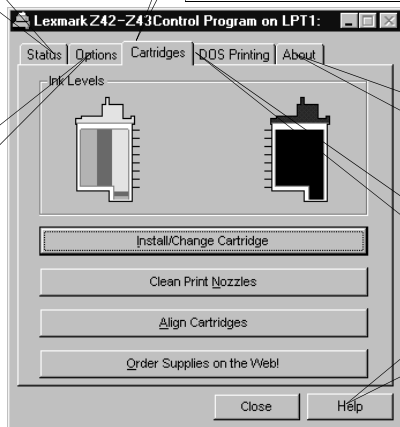 Lexmark Z42-Z43Control Program on LPT1:
Status Options Cartridges DOS Printing About
Ink Levels
Install/Change Cartridge
Clean Print Nozzles
Align Cartridges
Order Supplies on the Web!
Close Help